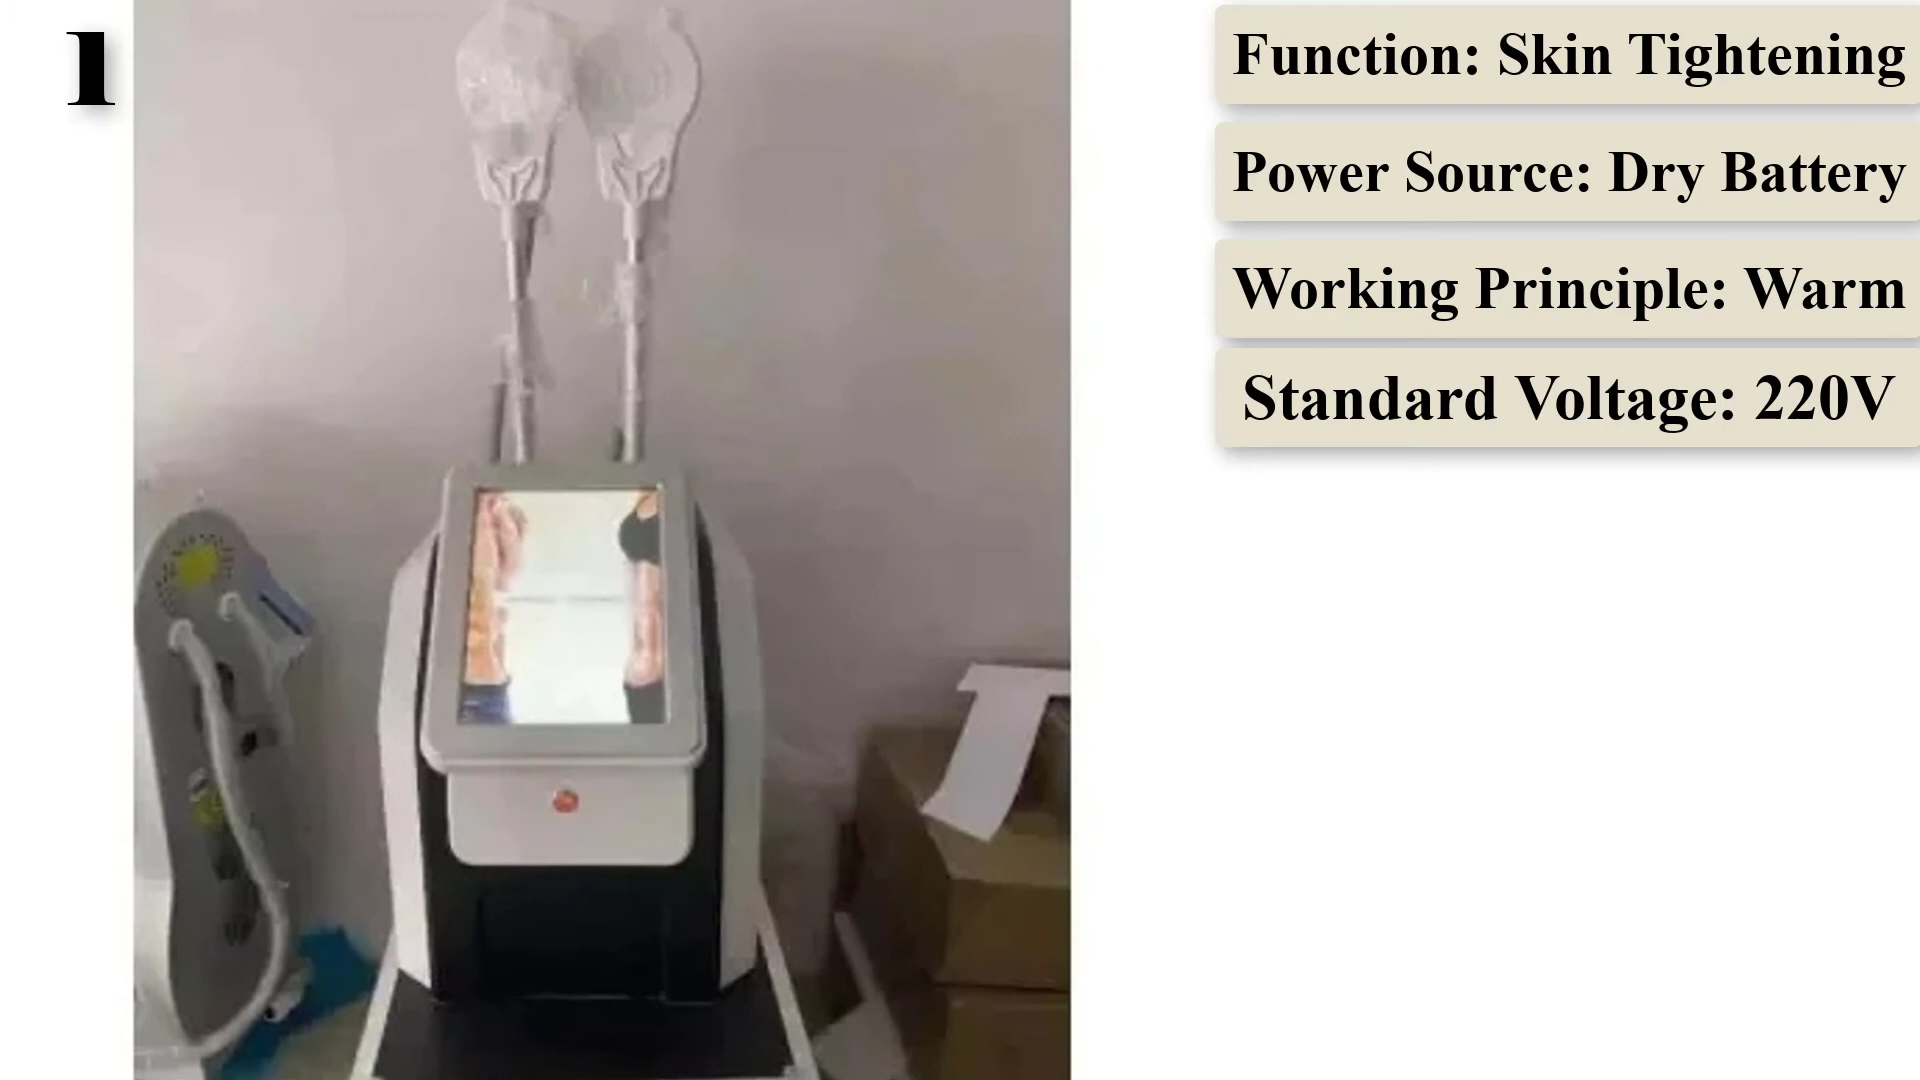 1
Function: Skin Tightening
Power Source: Dry Battery
Working Principle: Warm
Standard Voltage: 220V